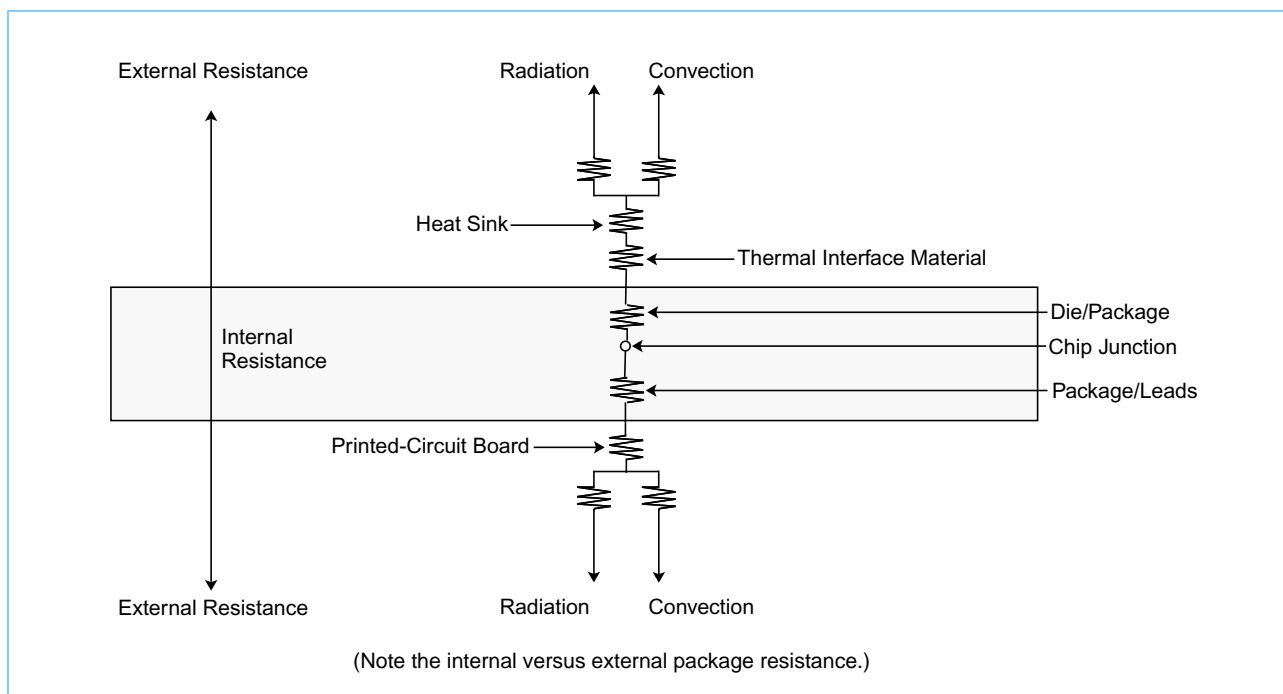 External Resistance
Radiation
Convection
Heat Sink
Thermal Interface Material
Die/Package
Internal
Resistance
Chip Junction
Package/Leads
Printed-Circuit Board
External Resistance
Radiation
Convection
(Note the internal versus external package resistance.)